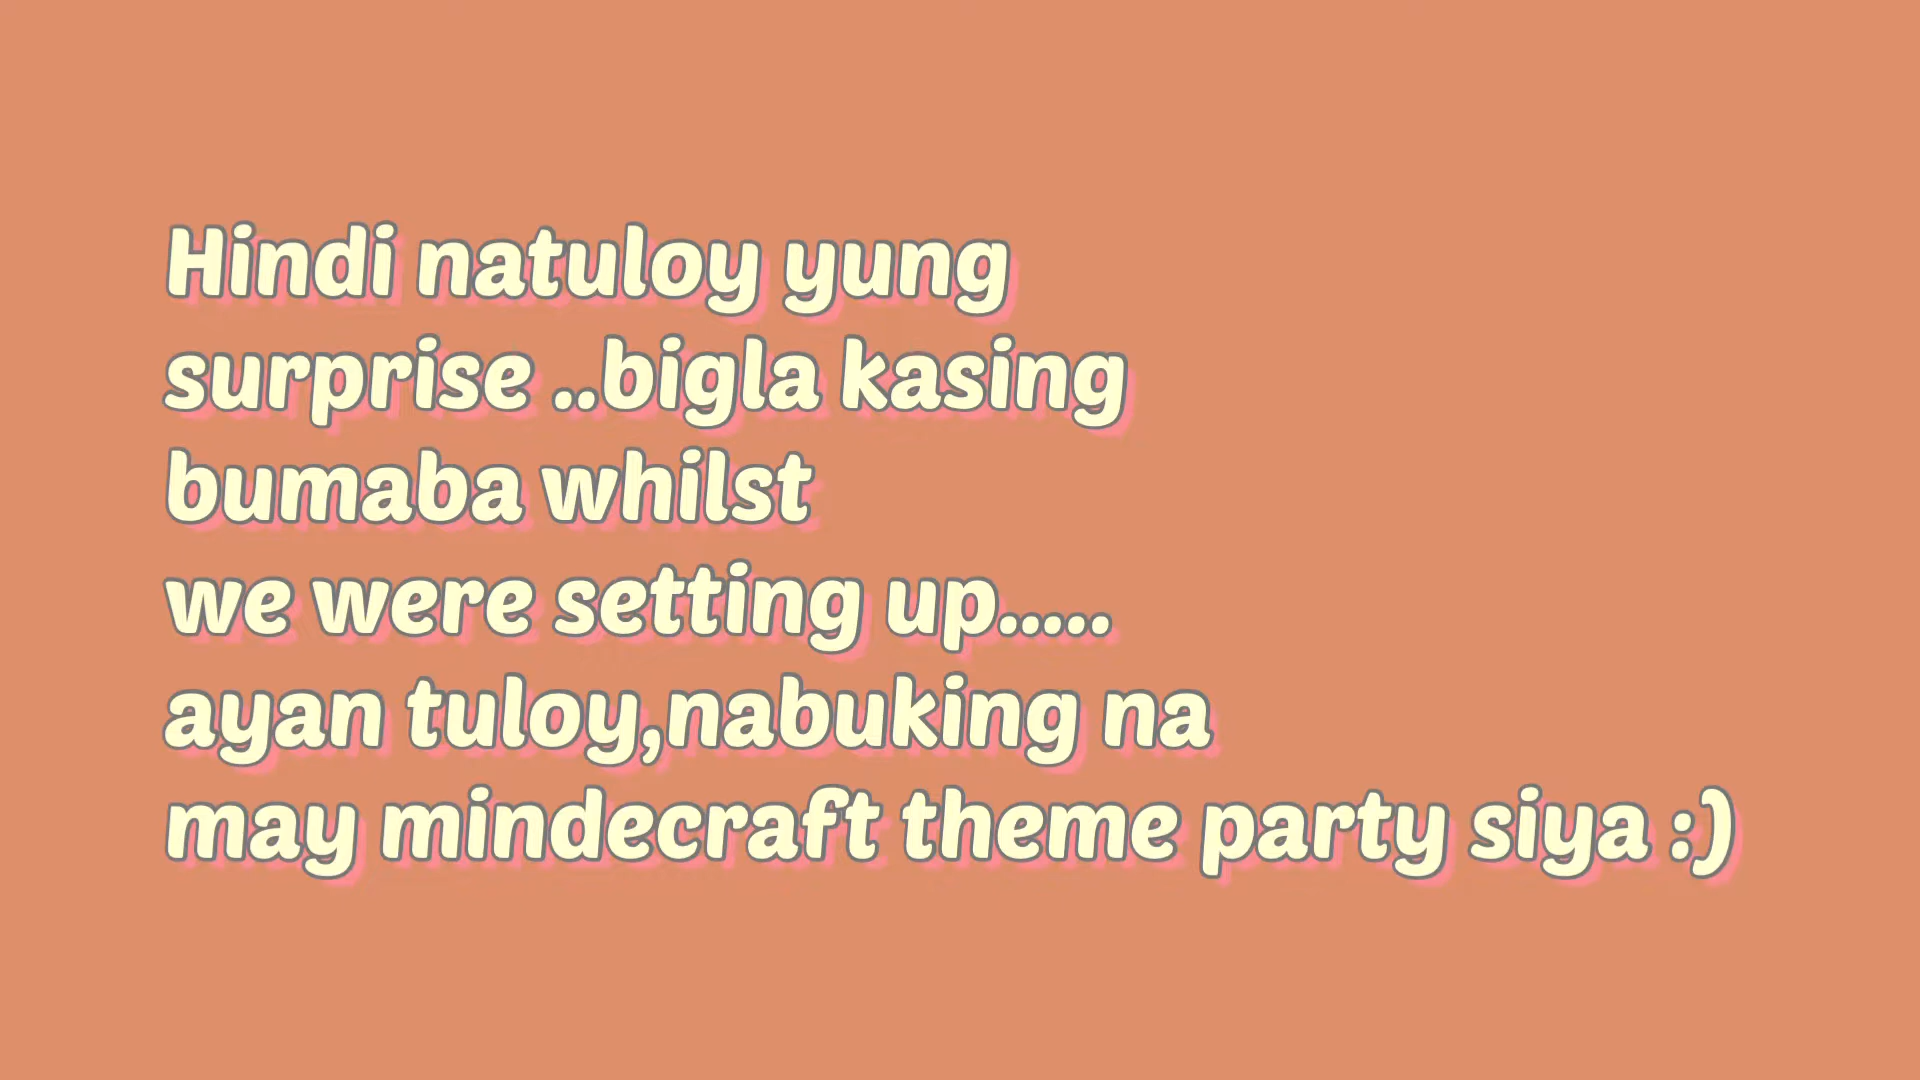 Hindi natuloy yung
surprise ..bigla kasing
bumaba whilst
we were setting up.....
ayan tuloy,nabuking na
may mindecraft theme party siya :)